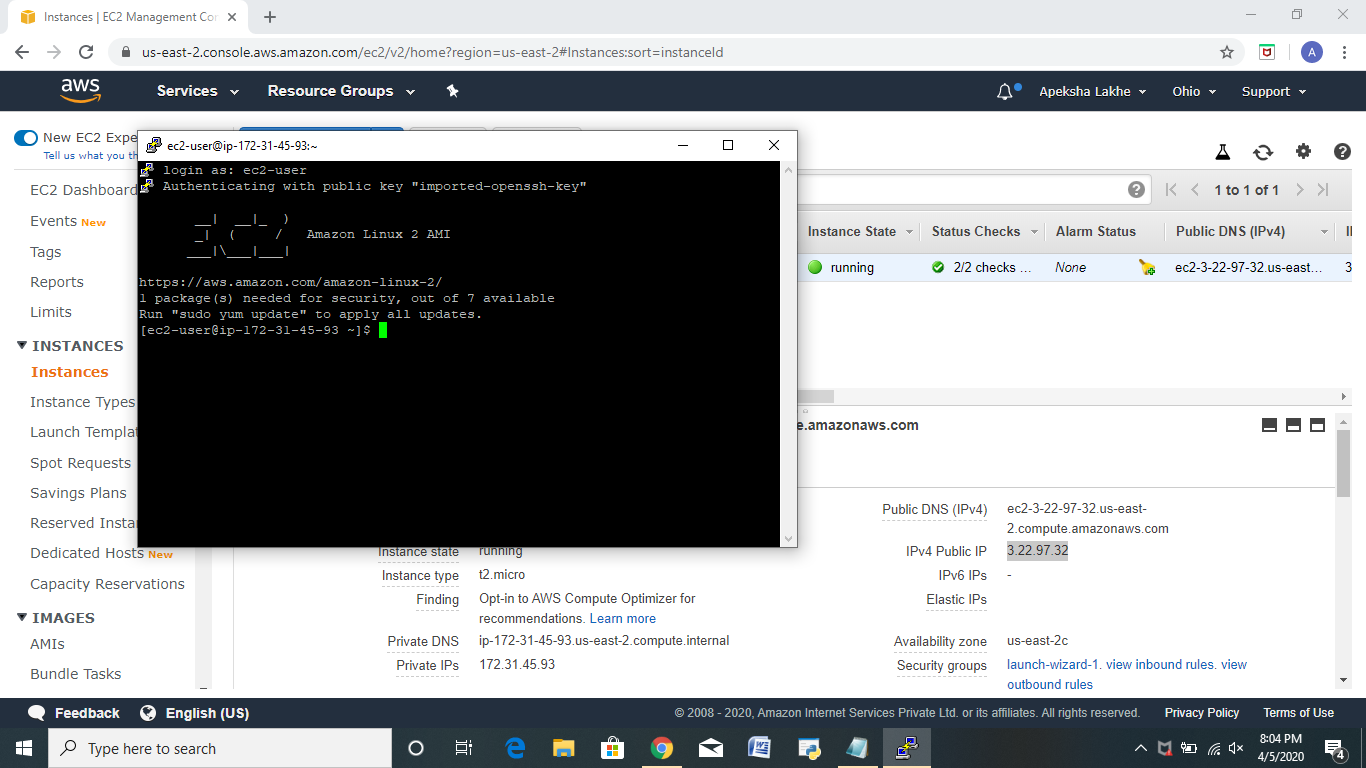 Instances | EC2 Management Con
us-east-2.console.aws.amazon.com/ec2/v2/home?region=us-east-2#Instances:sort=instanceId
A
aws
Services
Resource Groups
Apeksha Lakhe
Ohio
Support
New EC2 Expe
Tell us what you th
EC2 Dashboard
Events New
Tags
Reports
Limits
INSTANCES
Instances
Instance Types
Launch Templat
Spot Requests
Savings Plans
Reserved Insta
Dedicated Hosts New
Capacity Reservations
IMAGES
AMIs
Bundle Tasks
ec2-user@ip-172-31-45-93:~
login as: ec2-user
Authenticating with public key "imported-openssh-key"
__|  __|_  )
_|  (     /   Amazon Linux 2 AMI
___|\___|___|
https://aws.amazon.com/amazon-linux-2/
1 package(s) needed for security, out of 7 available
Run "sudo yum update" to apply all updates.
[ec2-user@ip-172-31-45-93 ~]$
1 to 1 of 1
Instance State Status Checks Alarm Status Public DNS (IPv4)
running 2/2 checks ... None ec2-3-22-97-32.us-east... 3
e.amazonaws.com
Instance state running
Instance type t2.micro
Finding Opt-in to AWS Compute Optimizer for
recommendations. Learn more
Private DNS ip-172-31-45-93.us-east-2.compute.internal
Private IPs 172.31.45.93
Public DNS (IPv4) ec2-3-22-97-32.us-east-
2.compute.amazonaws.com
IPv4 Public IP 3.22.97.32
IPv6 IPs -
Elastic IPs
Availability zone us-east-2c
Security groups launch-wizard-1. view inbound rules. view
outbound rules
Feedback English (US)
© 2008 - 2020, Amazon Internet Services Private Ltd. or its affiliates. All rights reserved. Privacy Policy Terms of Use
Type here to search
8:04 PM
4/5/2020
4